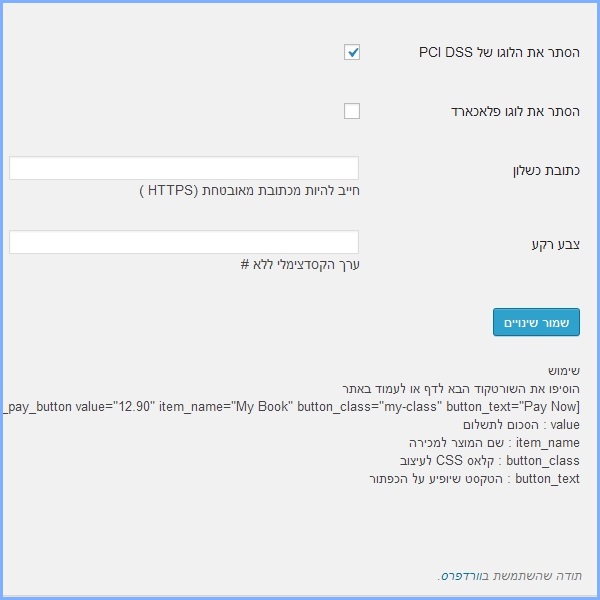 הסתר את הלוגו של PCI DSS
הסתר את לוגו פלאכארד
כתובת כשלון
חייב להיות מכתובת מאובטחת (HTTPS )
צבע רקע
ערך הקסדצימלי ללא #
שמור שינויים
שימוש
הוסיפו את השורטקוד הבא לדף או לעמוד באתר
_pay_button value="12.90" item_name="My Book" button_class="my-class" button_text="Pay Now]
value : הסכום לתשלום
item_name : שם המוצר למכירה
button_class : קלאס CSS לעיצוב
button_text : הטקסט שיופיע על הכפתור
תודה שהשתמשת בוורדפרס.